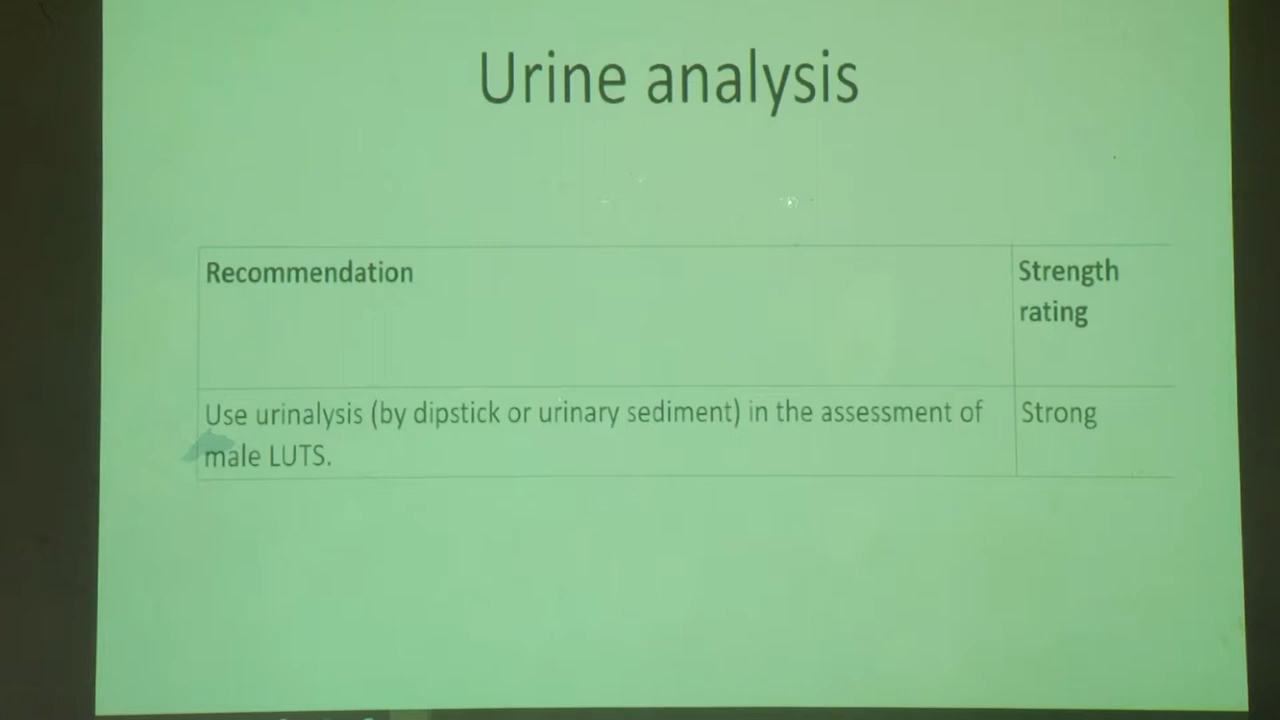 Urine analysis
Recommendation
Strength
rating
Use urinalysis (by dipstick or urinary sediment) in the assessment of
male LUTS.
Strong